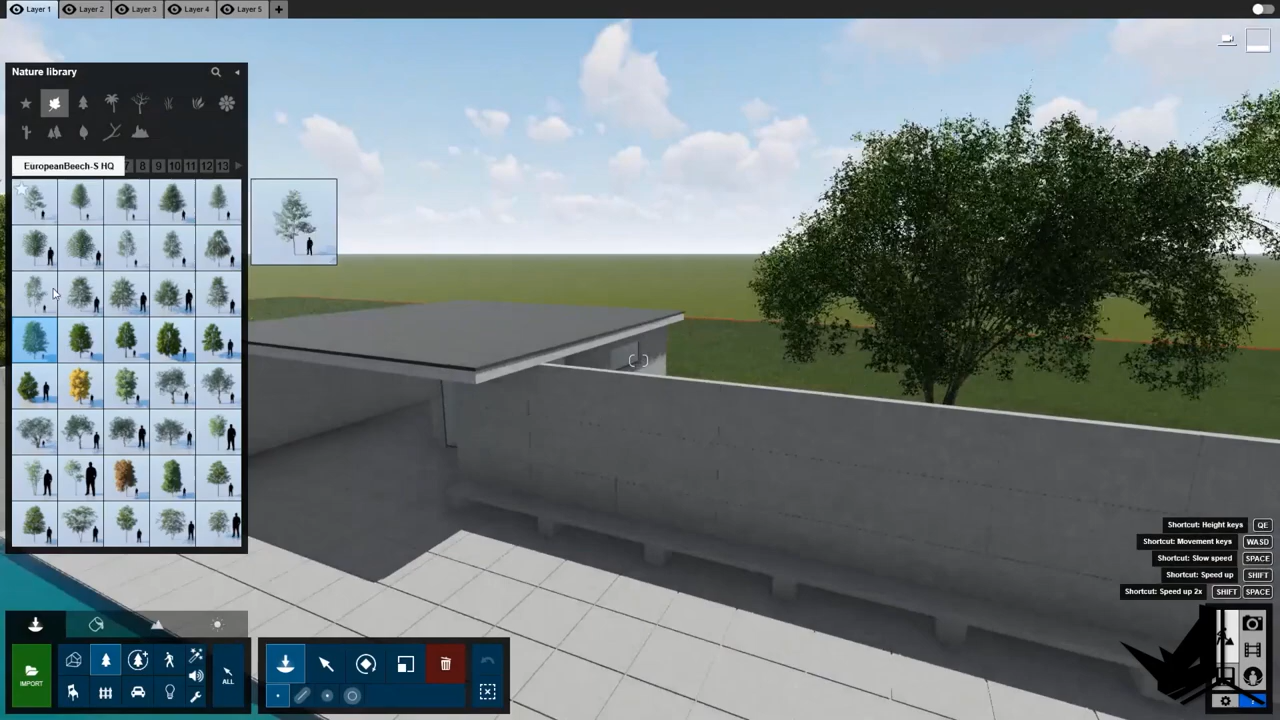 Layer 1 Layer 2 Layer 3 Layer 4 Layer 5 +
Nature library
EuropeanBeech-S HQ 7 8 9 10 11 12 13
Shortcut: Height keys QE
Shortcut: Movement keys WASD
Shortcut: Slow speed SPACE
Shortcut: Speed up SHIFT
Shortcut: Speed up 2x SHIFT SPACE
IMPORT
ALL